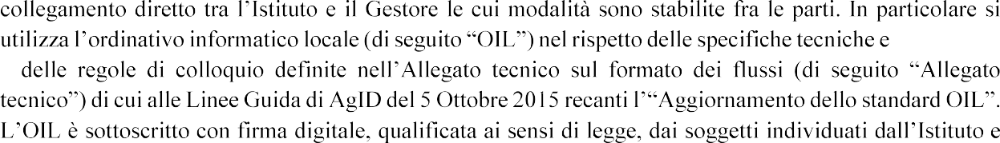 collegamento diretto tra l’Istituto e il Gestore le cui modalità sono stabilite fra le parti. In particolare si
utilizza l’ordinativo informatico locale (di seguito “OIL”) nel rispetto delle specifiche tecniche e
delle regole di colloquio definite nell’Allegato tecnico sul formato dei flussi (di seguito “Allegato
tecnico”) di cui alle Linee Guida di AgID del 5 Ottobre 2015 recanti l’“Aggiornamento dello standard OIL”.
L’OIL è sottoscritto con firma digitale, qualificata ai sensi di legge, dai soggetti individuati dall’Istituto e